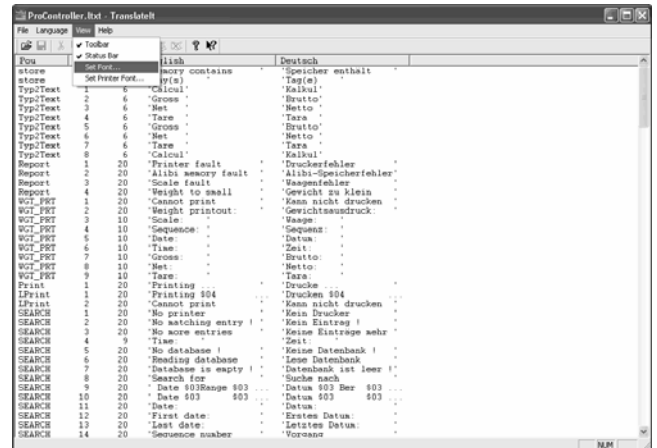 ProController.ltxt - TranslateIt
File Language View Help
Toolbar
Status Bar
Set Font...
Set Printer Font...
Pou lish Deutsch
store mory contains ' 'Speicher enthalt '
store ay(s) ' 'Tag(e) '
Typ2Text 1 6 'Calcul' 'Kalkul'
Typ2Text 2 6 'Gross ' 'Brutto'
Typ2Text 3 6 'Net ' 'Netto '
Typ2Text 4 6 'Tare ' 'Tara '
Typ2Text 5 6 'Gross ' 'Brutto'
Typ2Text 6 6 'Net ' 'Netto '
Typ2Text 7 6 'Tare ' 'Tara '
Typ2Text 8 6 'Calcul' 'Kalkul'
Report 1 20 'Printer fault ' 'Druckerfehler '
Report 2 20 'Alibi memory fault ' 'Alibi-Speicherfehler'
Report 3 20 'Scale fault ' 'Waagenfehler '
Report 4 20 'Weight to small ' 'Gewicht zu klein '
WGT_PRT 1 20 'Cannot print ' 'Kann nicht drucken '
WGT_PRT 2 20 'Weight printout: ' 'Gewichtsausdruck: '
WGT_PRT 3 10 'Scale: ' 'Waage: '
WGT_PRT 4 10 'Sequence: ' 'Sequenz: '
WGT_PRT 5 10 'Date: ' 'Datum: '
WGT_PRT 6 10 'Time: ' 'Zeit: '
WGT_PRT 7 10 'Gross: ' 'Brutto: '
WGT_PRT 8 10 'Net: ' 'Netto: '
WGT_PRT 9 10 'Tare: ' 'Tara: '
Print 1 20 'Printing ... ' 'Drucke ... '
LPrint 1 20 'Printing $04 ... 'Drucken $04 ...
LPrint 2 20 'Cannot print ' 'Kann nicht drucken '
SEARCH 1 20 'No printer ' 'Kein Drucker '
SEARCH 2 20 'No matching entry ! ' 'Kein Eintrag ! '
SEARCH 3 20 'No more entries ' 'Keine Eintrage mehr '
SEARCH 4 9 'Time: ' 'Zeit: '
SEARCH 5 20 'No database ! ' 'Keine Datenbank ! '
SEARCH 6 20 'Reading database ' 'Lese Datenbank '
SEARCH 7 20 'Database is empty ! ' 'Datenbank ist leer !'
SEARCH 8 20 'Search for ' 'Suche nach '
SEARCH 9 20 ' Date $03Range $03 ... 'Datum $03 Ber $03 ...
SEARCH 10 20 ' Date $03 $03 ... 'Datum $03 $03 ...
SEARCH 11 20 'Date: ' 'Datum: '
SEARCH 12 20 'First date: ' 'Erstes Datum: '
SEARCH 13 20 'Last date: ' 'Letztes Datum: '
SEARCH 14 20 'Sequence number ' 'Vorgang '
NUM